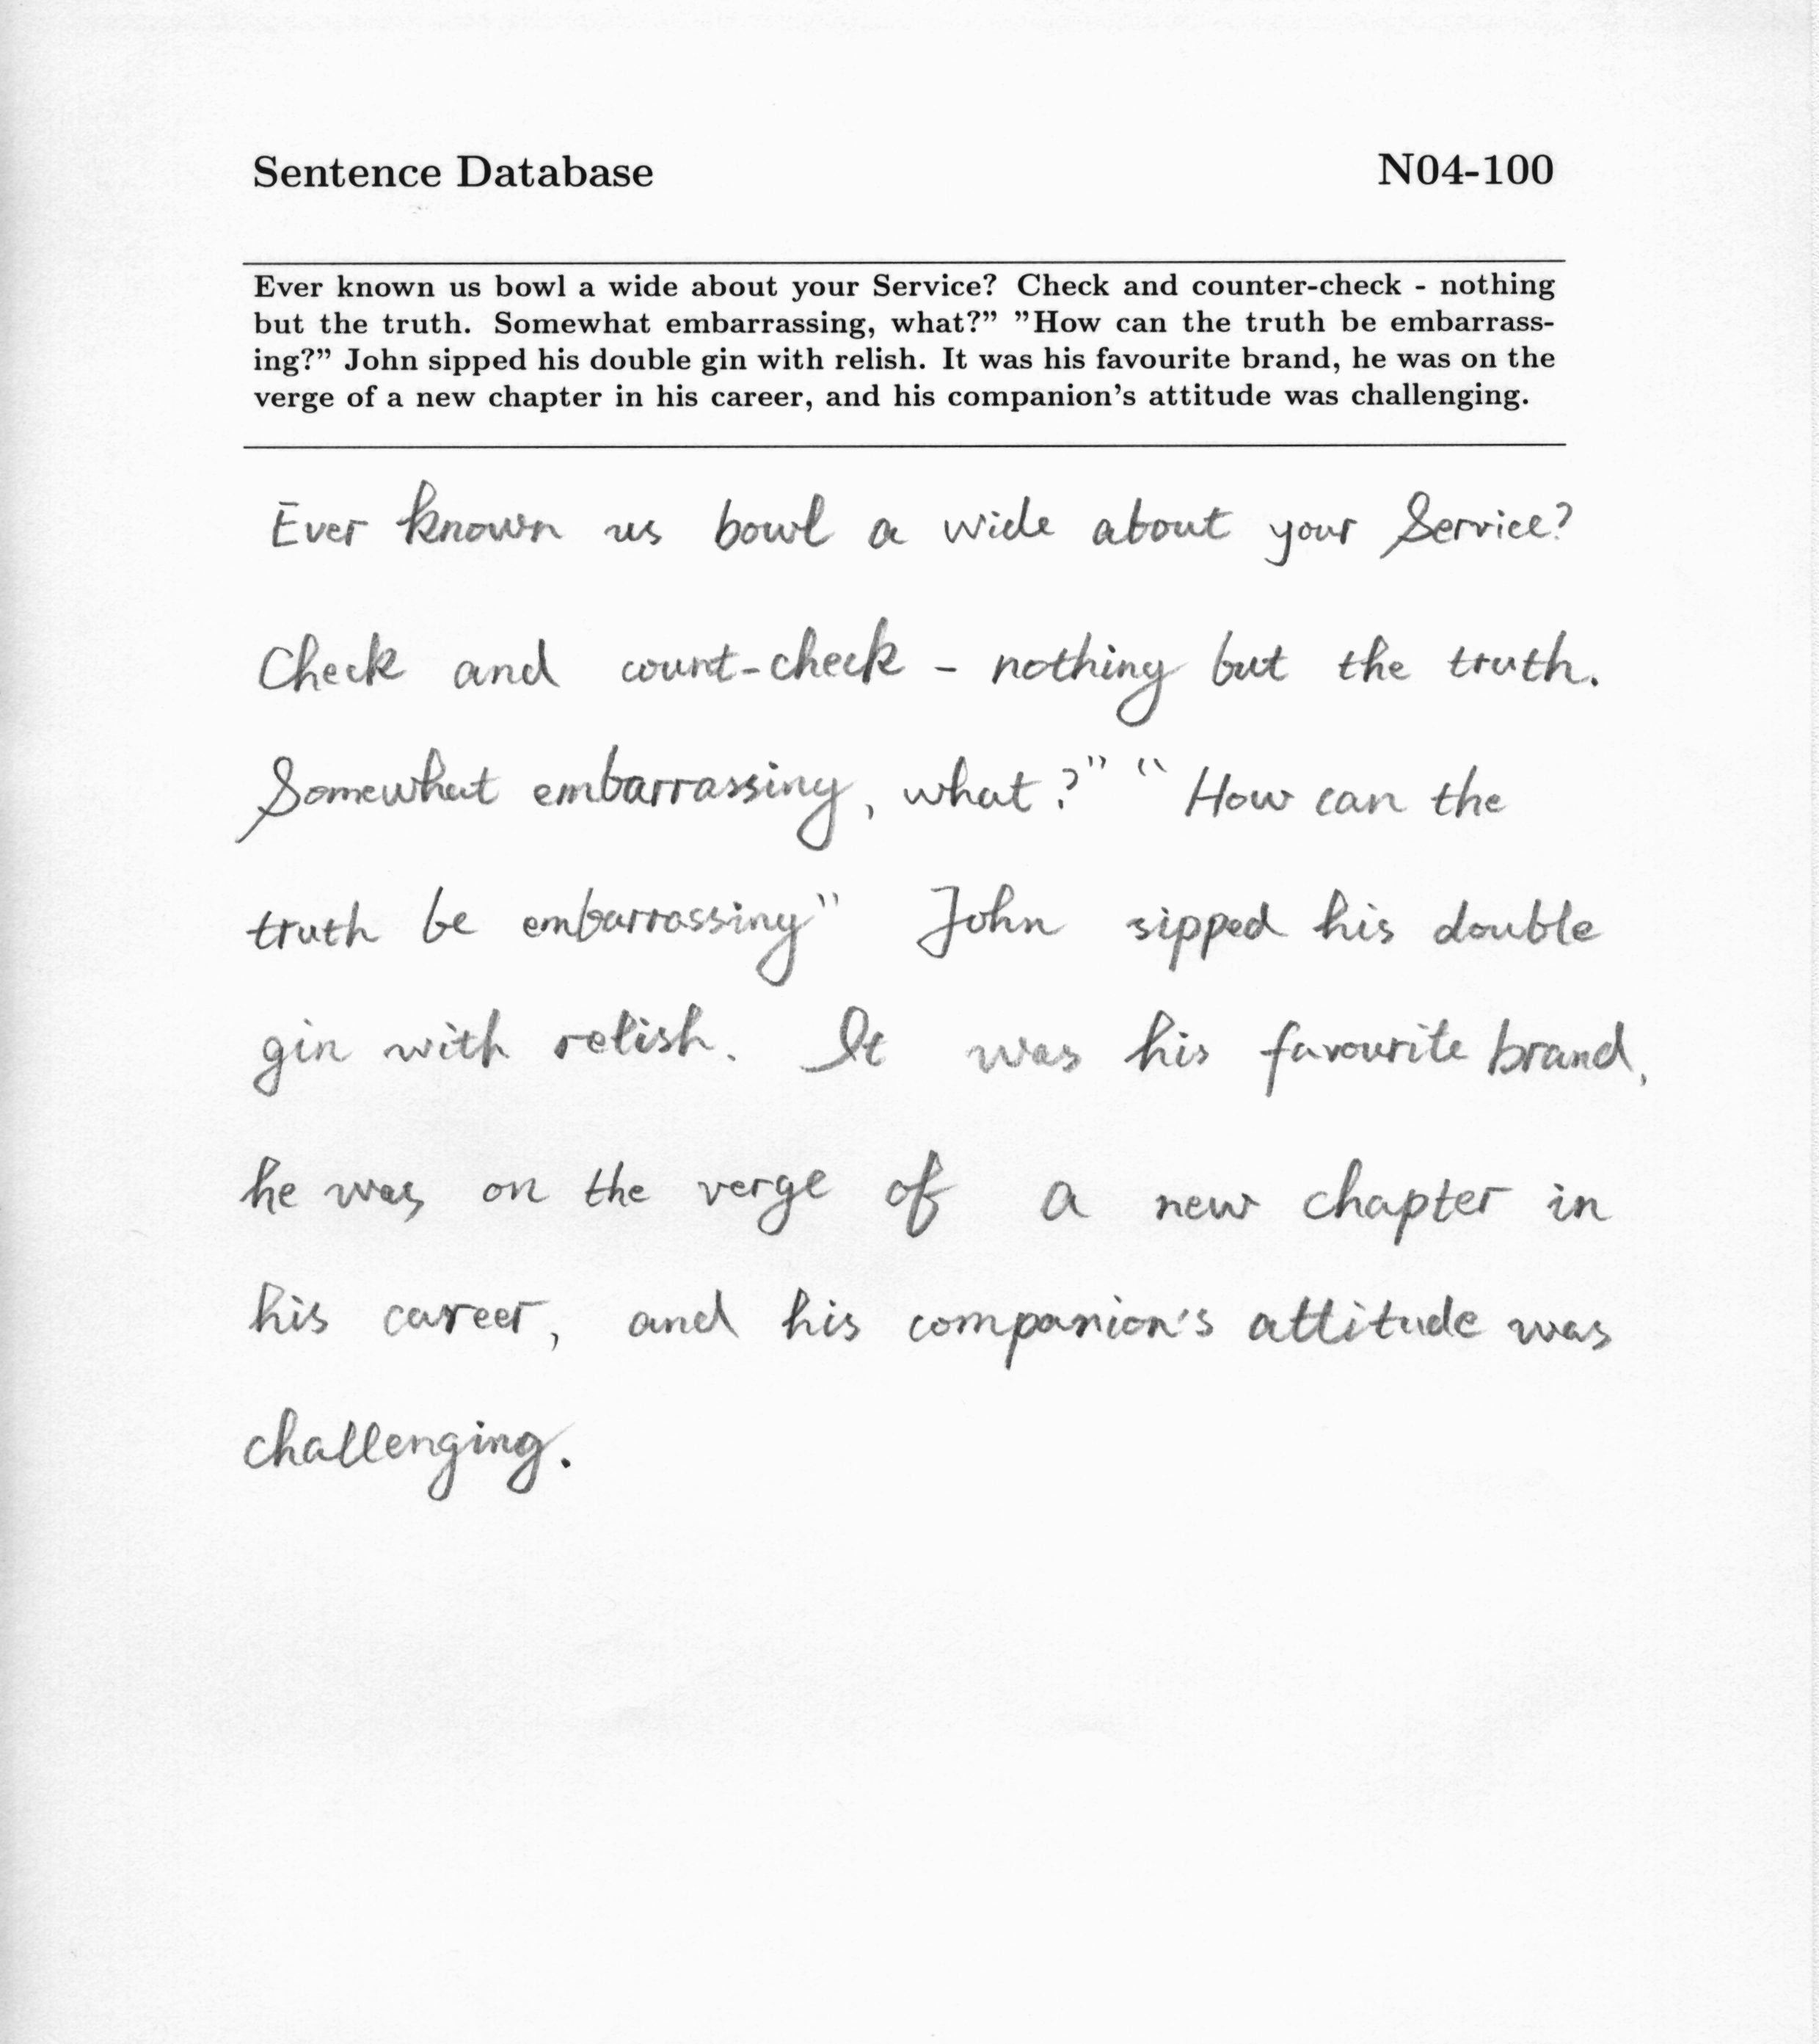 Sentence Database N04-100
Ever known us bowl a wide about your Service? Check and counter-check - nothing
but the truth. Somewhat embarrassing, what?” ”How can the truth be embarrass-
ing?” John sipped his double gin with relish. It was his favourite brand, he was on the
verge of a new chapter in his career, and his companion’s attitude was challenging.
Ever known us bowl a wide about your Service?
Check and count-check - nothing but the truth.
Somewhat embarrassing, what?" "How can the
truth be embarrassing" John sipped his double
gin with relish. It was his favourite brand,
he was on the verge of a new chapter in
his career, and his companion's attitude was
challenging.